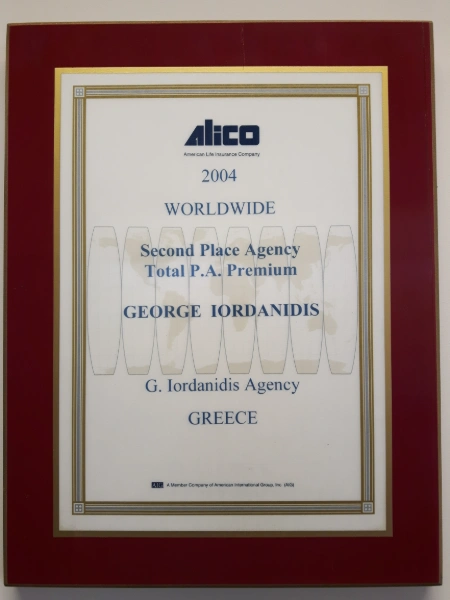 ALICO
American Life Insurance Company
2004
WORLDWIDE
Second Place Agency
Total P.A. Premium
GEORGE IORDANIDIS
G. Iordanidis Agency
GREECE
AIG A Member Company of American International Group, Inc. (AIG)